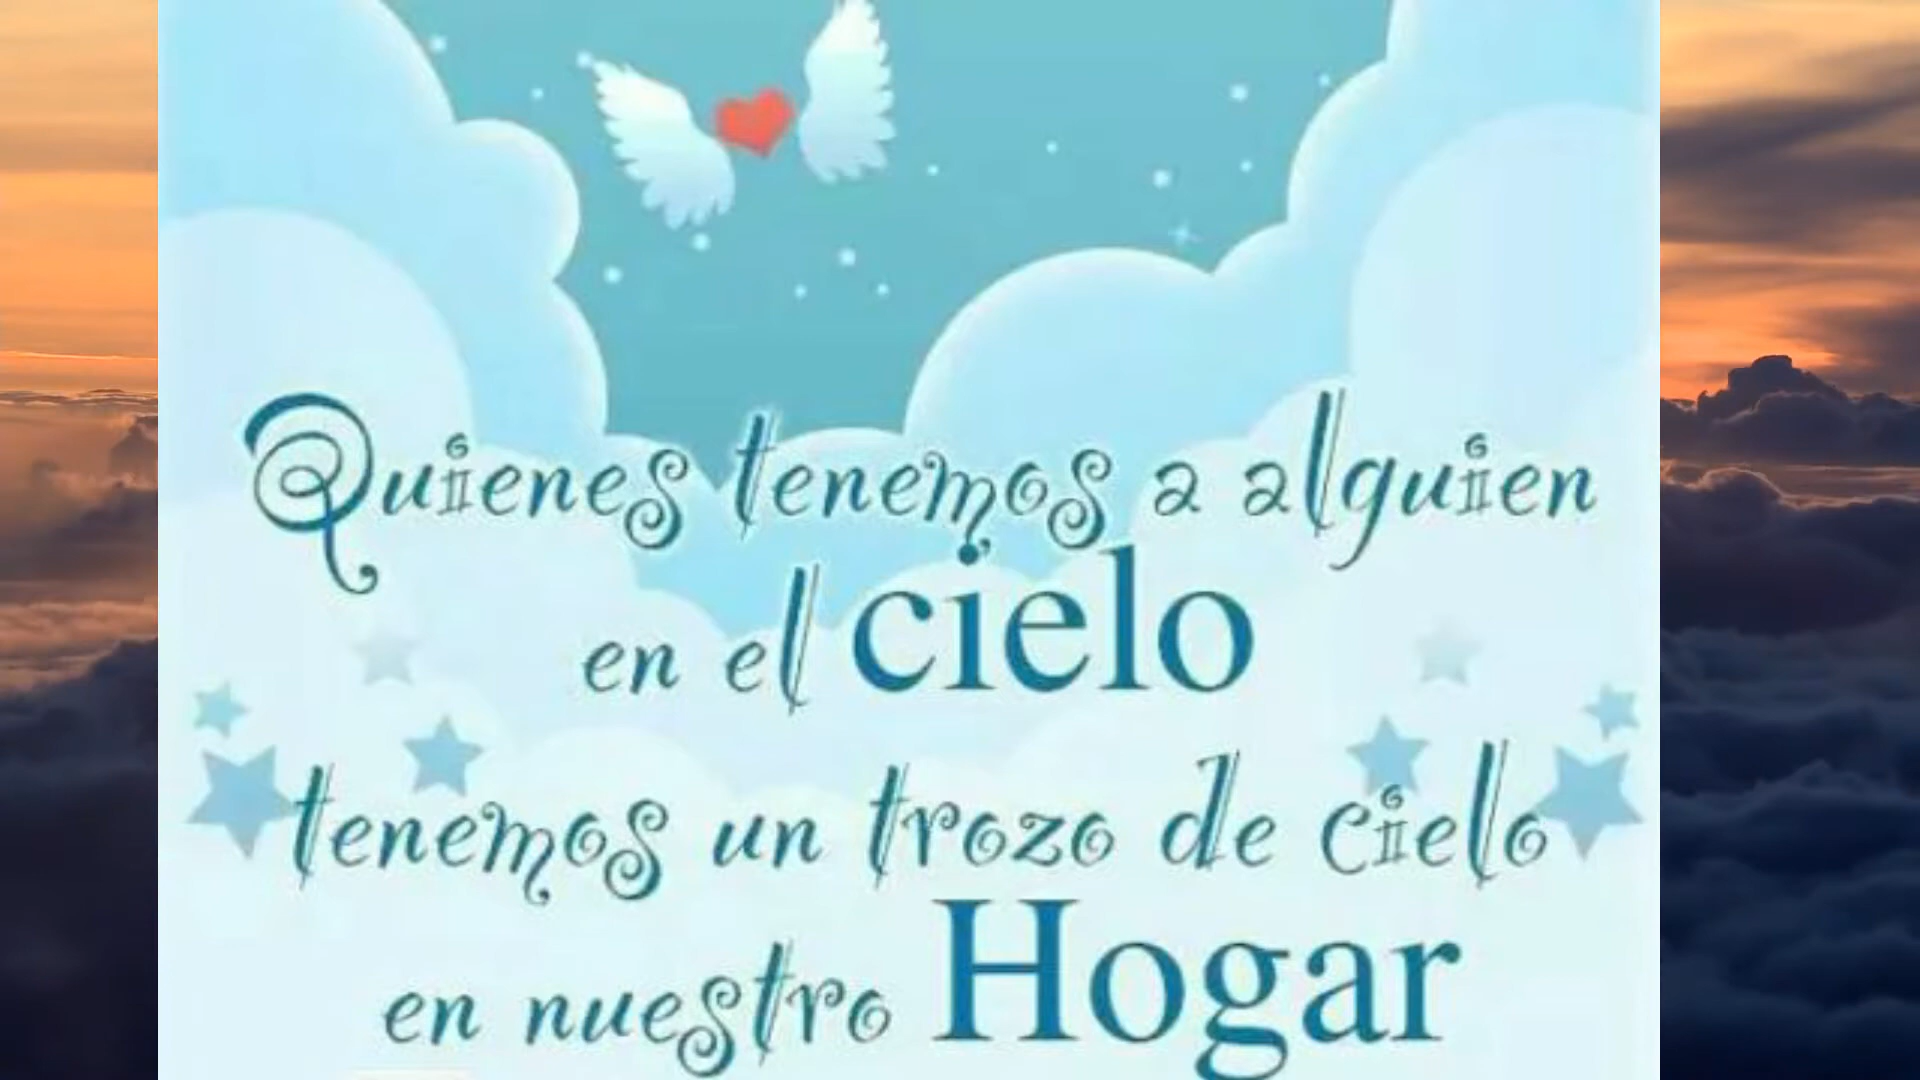 Quienes tenemos a alguien
en el cielo
tenemos un trozo de cielo
en nuestro Hogar